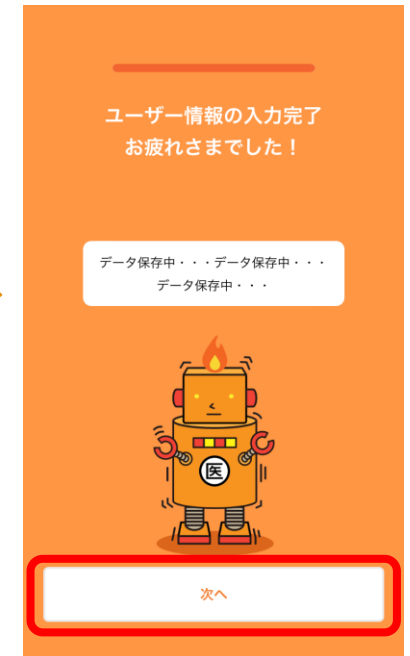 ユーザー情報の入力完了
お疲れさまでした！
データ保存中・・・データ保存中・・・
データ保存中・・・
医
次へ